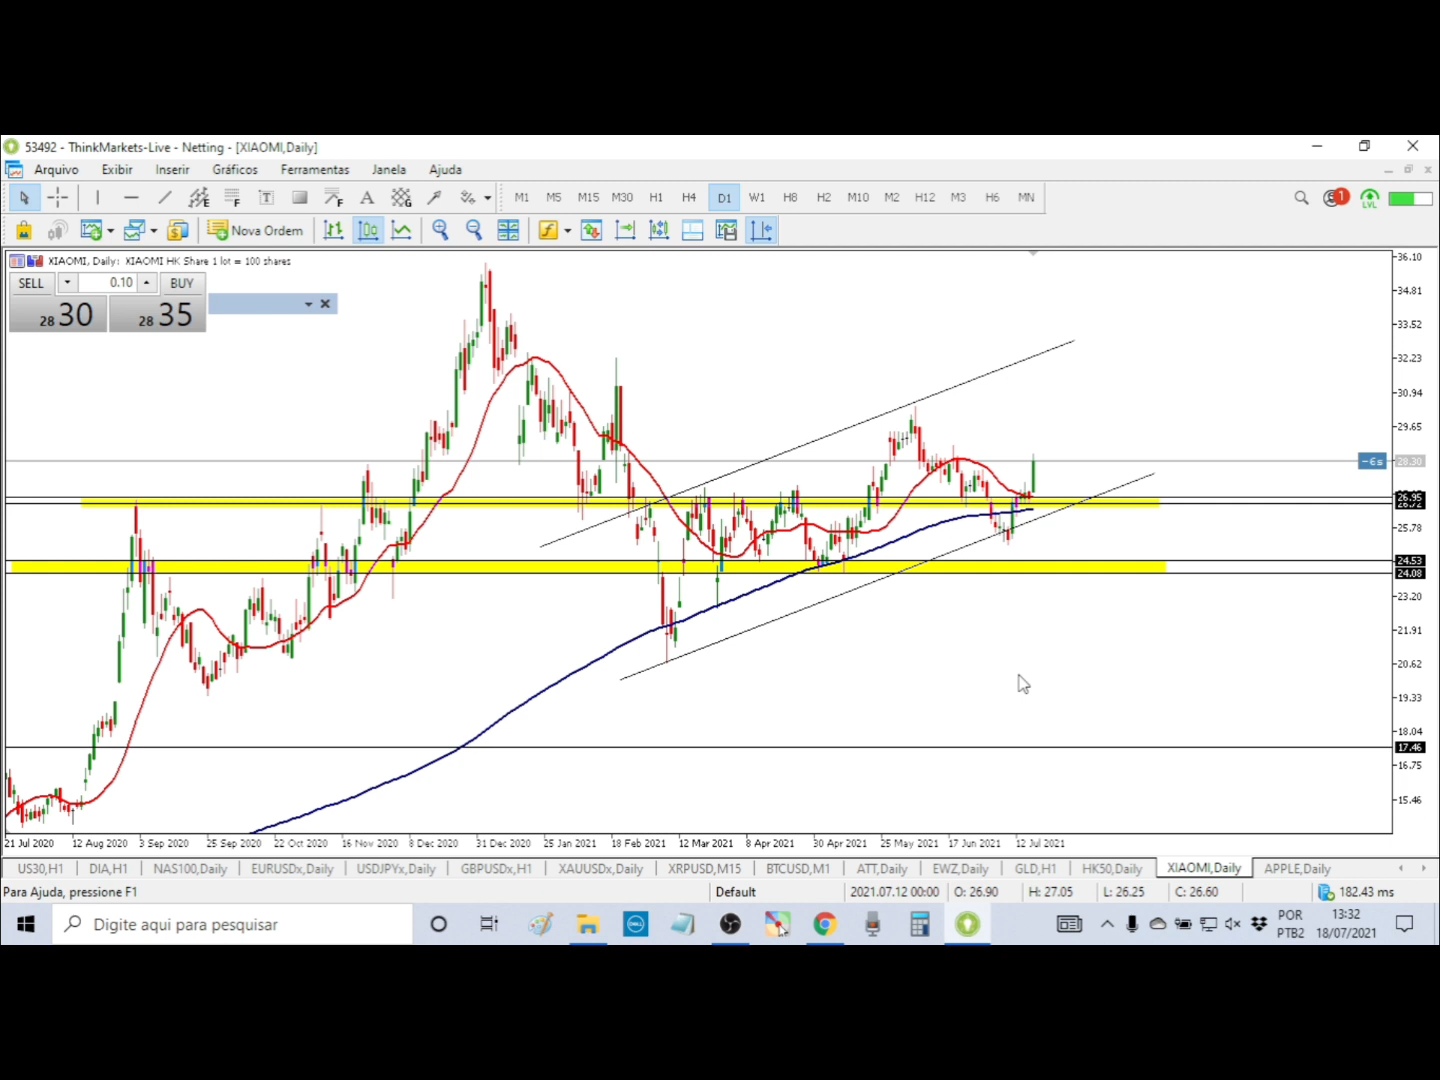 53492 - ThinkMarkets-Live - Netting - [XIAOMI,Daily]
Arquivo Exibir Inserir Gráficos Ferramentas Janela Ajuda
E F T F A G M1 M5 M15 M30 H1 H4 D1 W1 H8 H2 M10 M2 H12 M3 H6 MN 1 LVL
Nova Ordem
XIAOMI, Daily: XIAOMI HK Share 1 lot = 100 shares
SELL 0.10 BUY
28 30 28 35
36.10
34.81
33.52
32.23
30.94
29.65
-6s 28.30
26.95
26.72
25.78
24.53
24.08
23.20
21.91
20.62
19.33
18.04
17.46
16.75
15.46
21 Jul 2020 12 Aug 2020 3 Sep 2020 25 Sep 2020 22 Oct 2020 16 Nov 2020 8 Dec 2020 31 Dec 2020 25 Jan 2021 18 Feb 2021 12 Mar 2021 8 Apr 2021 30 Apr 2021 25 May 2021 17 Jun 2021 12 Jul 2021
US30,H1 DIA,H1 NAS100,Daily EURUSDx,Daily USDJPYx,Daily GBPUSDx,H1 XAUUSDx,Daily XRPUSD,M15 BTCUSD,M1 ATT,Daily EWZ,Daily GLD,H1 HK50,Daily XIAOMI,Daily APPLE,Daily
Para Ajuda, pressione F1 Default 2021.07.12 00:00 O: 26.90 H: 27.05 L: 26.25 C: 26.60 182.43 ms
Digite aqui para pesquisar DELL POR 13:32
PTB2 18/07/2021